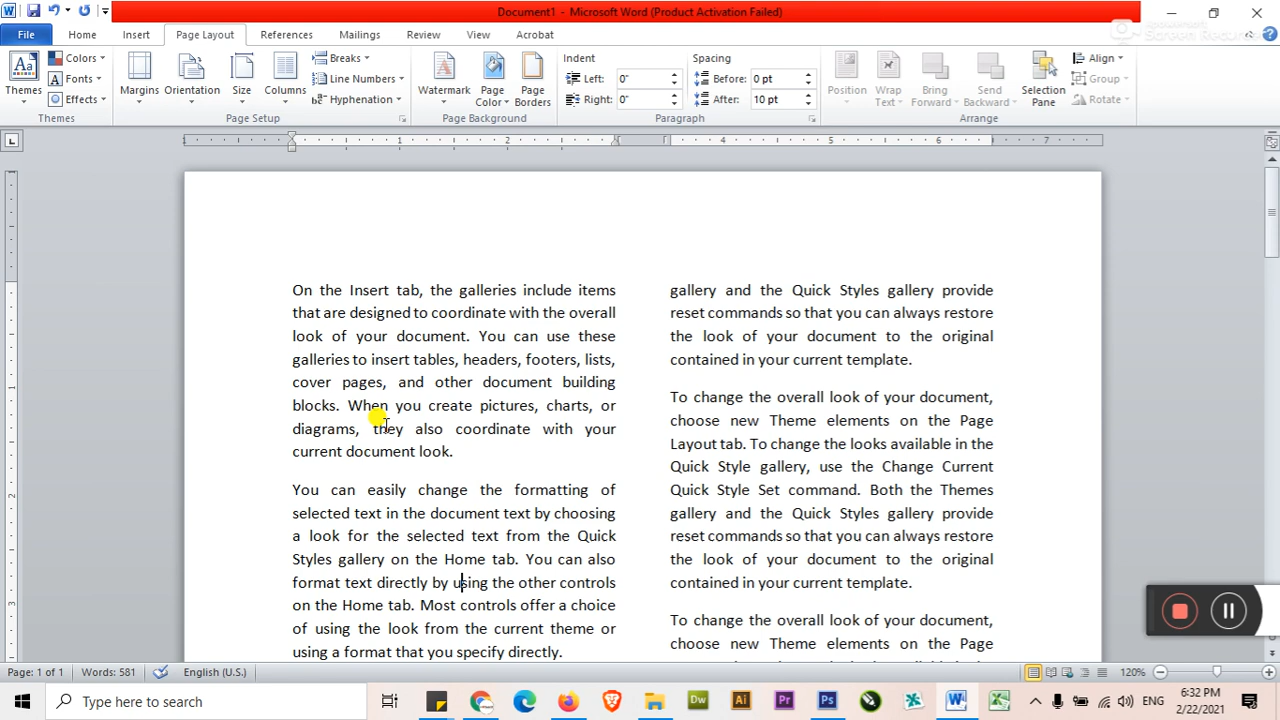 Document1 - Microsoft Word (Product Activation Failed)
File Home Insert Page Layout References Mailings Review View Acrobat
Themes Colors Fonts Effects Themes
Margins Orientation Size Columns Breaks Line Numbers Hyphenation Page Setup
Watermark Page Color Page Borders Page Background
Indent Left: 0" Right: 0" Spacing Before: 0 pt After: 10 pt Paragraph
Position Wrap Text Bring Forward Send Backward Selection Pane Align Group Rotate Arrange
1 1 2 4 5 6 7
On the Insert tab, the galleries include items
that are designed to coordinate with the overall
look of your document. You can use these
galleries to insert tables, headers, footers, lists,
cover pages, and other document building
blocks. When you create pictures, charts, or
diagrams, they also coordinate with your
current document look.
You can easily change the formatting of
selected text in the document text by choosing
a look for the selected text from the Quick
Styles gallery on the Home tab. You can also
format text directly by using the other controls
on the Home tab. Most controls offer a choice
of using the look from the current theme or
using a format that you specify directly.
gallery and the Quick Styles gallery provide
reset commands so that you can always restore
the look of your document to the original
contained in your current template.
To change the overall look of your document,
choose new Theme elements on the Page
Layout tab. To change the looks available in the
Quick Style gallery, use the Change Current
Quick Style Set command. Both the Themes
gallery and the Quick Styles gallery provide
reset commands so that you can always restore
the look of your document to the original
contained in your current template.
To change the overall look of your document,
choose new Theme elements on the Page
Page: 1 of 1 Words: 581 English (U.S.) 120%
Type here to search
Dw Ai Pr Ps
ENG
6:32 PM
2/22/2021